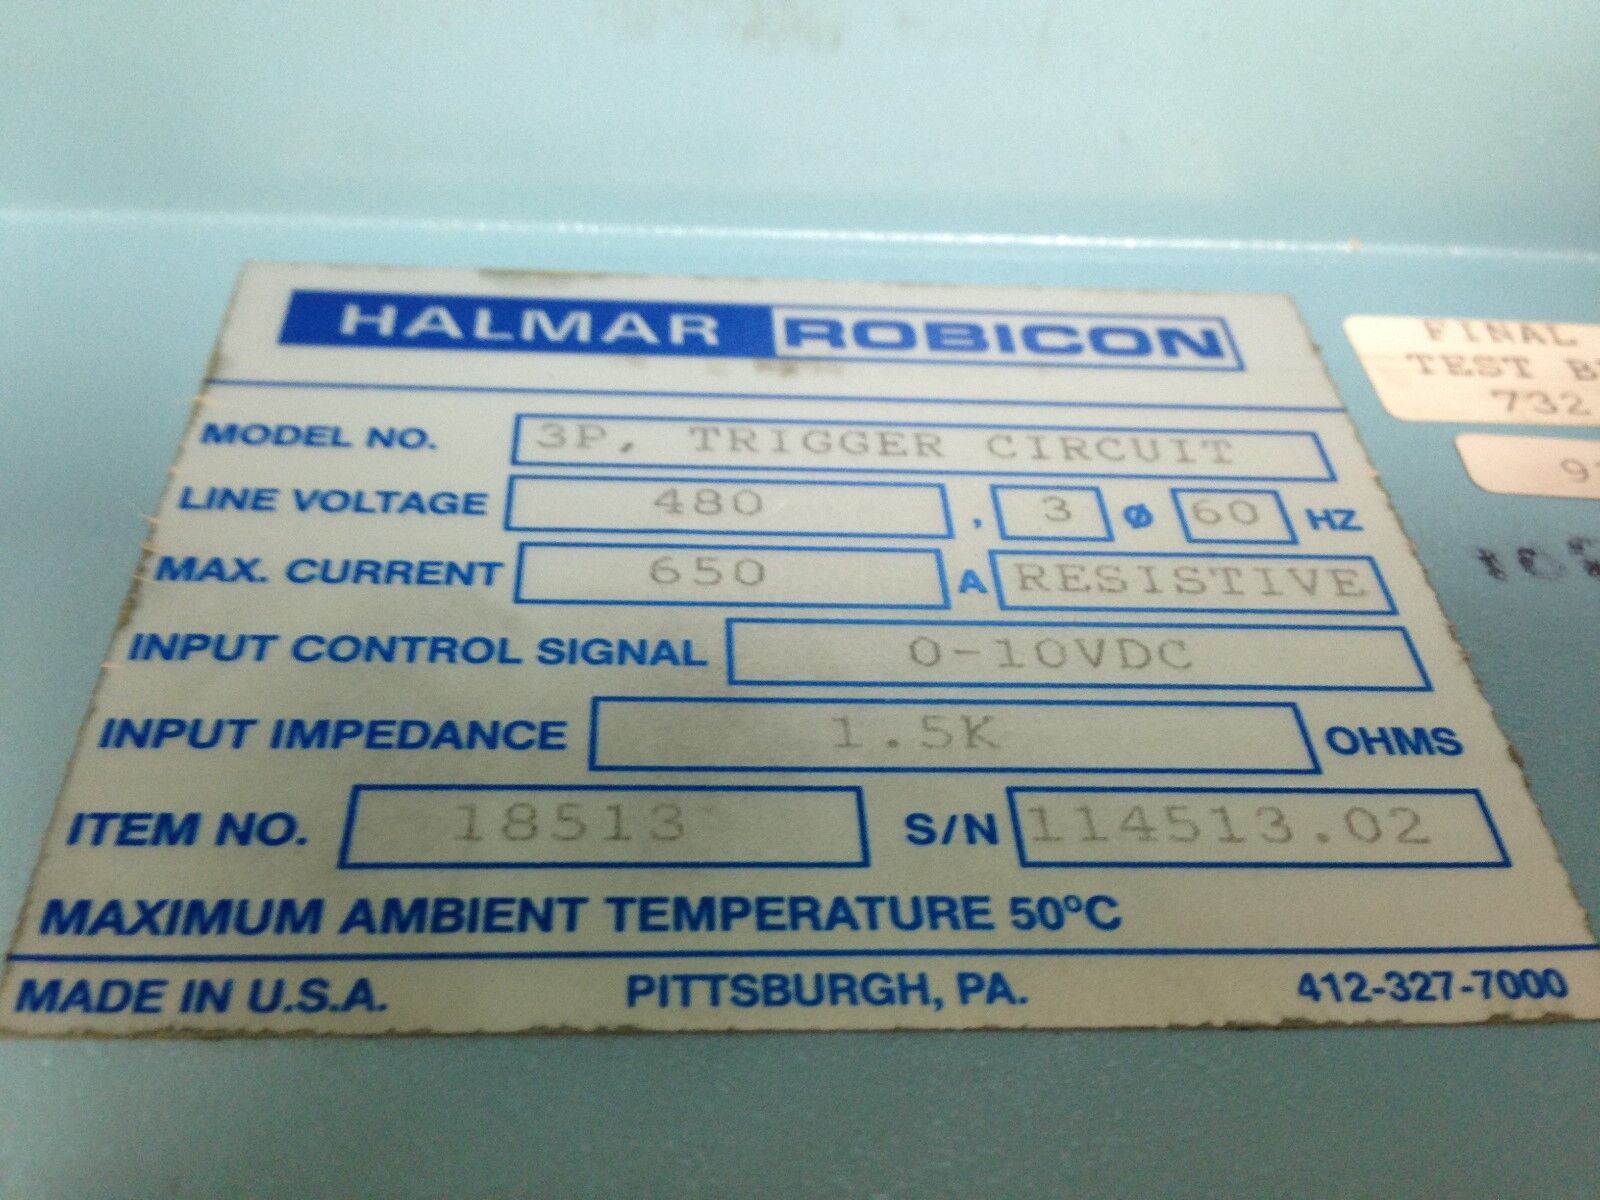 HALMAR ROBICON
MODEL NO. 3P, TRIGGER CIRCUIT
LINE VOLTAGE 480 , 3 ø 60 HZ
MAX. CURRENT 650 A RESISTIVE
INPUT CONTROL SIGNAL 0-10VDC
INPUT IMPEDANCE 1.5K OHMS
ITEM NO. 18513 S/N 114513.02
MAXIMUM AMBIENT TEMPERATURE 50°C
MADE IN U.S.A. PITTSBURGH, PA. 412-327-7000
FINAL
TEST
732